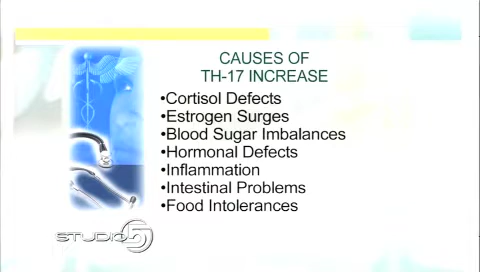 CAUSES OF
TH-17 INCREASE
•Cortisol Defects
•Estrogen Surges
•Blood Sugar Imbalances
•Hormonal Defects
•Inflammation
•Intestinal Problems
•Food Intolerances
STUDIO 5